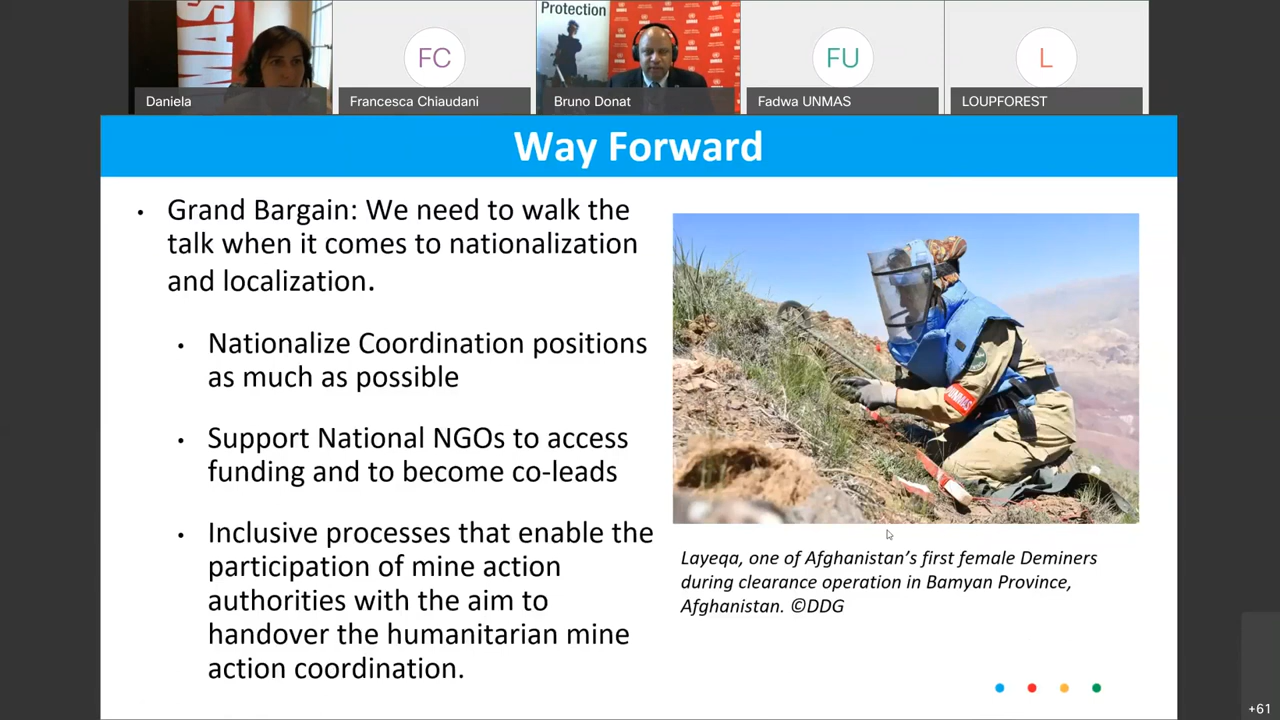 MAS
Protection
FC
FU
L
Daniela
Francesca Chiaudani
Bruno Donat
Fadwa UNMAS
LOUPFOREST
Way Forward
• Grand Bargain: We need to walk the
talk when it comes to nationalization
and localization.
• Nationalize Coordination positions
as much as possible
• Support National NGOs to access
funding and to become co-leads
• Inclusive processes that enable the
participation of mine action
authorities with the aim to
handover the humanitarian mine
action coordination.
UNMAS
Layeqa, one of Afghanistan’s first female Deminers
during clearance operation in Bamyan Province,
Afghanistan. ©DDG
+61